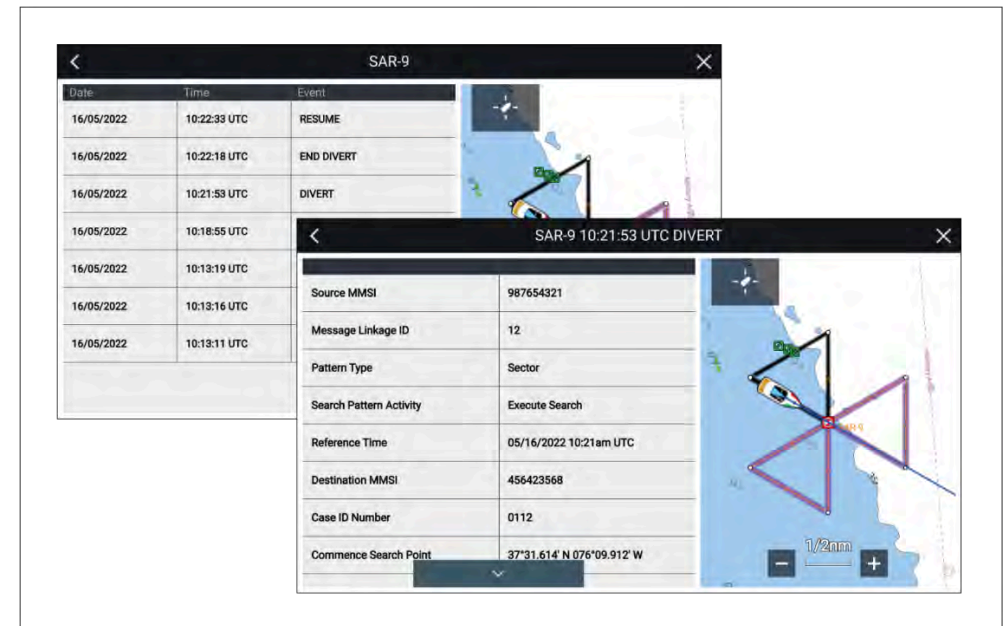 SAR-9
Date Time Event
16/05/2022 10:22:33 UTC RESUME
16/05/2022 10:22:18 UTC END DIVERT
16/05/2022 10:21:53 UTC DIVERT
16/05/2022 10:18:55 UTC
16/05/2022 10:13:19 UTC
16/05/2022 10:13:16 UTC
16/05/2022 10:13:11 UTC
SAR-9 10:21:53 UTC DIVERT
Source MMSI 987654321
Message Linkage ID 12
Pattern Type Sector
Search Pattern Activity Execute Search
Reference Time 05/16/2022 10:21am UTC
Destination MMSI 456423568
Case ID Number 0112
Commence Search Point 37°31.614' N 076°09.912' W
SAR-9
1/2nm